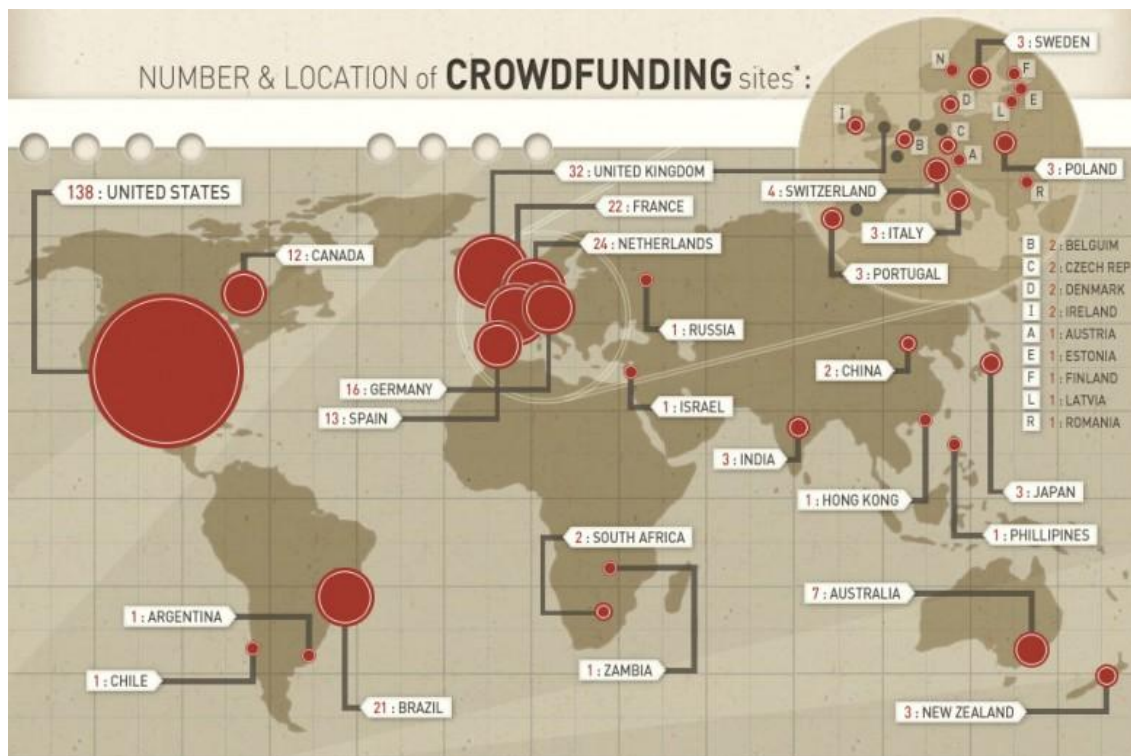 NUMBER & LOCATION of CROWDFUNDING sites*:
3 : SWEDEN
N
F
E
L
D
I
B
C
A
R
32 : UNITED KINGDOM
3 : POLAND
138 : UNITED STATES
4 : SWITZERLAND
22 : FRANCE
3 : ITALY
24 : NETHERLANDS
12 : CANADA
3 : PORTUGAL
B 2 : BELGUIM
C 2 : CZECH REP
D 2 : DENMARK
I 2 : IRELAND
A 1 : AUSTRIA
E 1 : ESTONIA
F 1 : FINLAND
L 1 : LATVIA
R 1 : ROMANIA
1 : RUSSIA
2 : CHINA
16 : GERMANY
1 : ISRAEL
13 : SPAIN
3 : INDIA
1 : HONG KONG
3 : JAPAN
1 : PHILLIPINES
2 : SOUTH AFRICA
7 : AUSTRALIA
1 : ARGENTINA
1 : ZAMBIA
1 : CHILE
21 : BRAZIL
3 : NEW ZEALAND